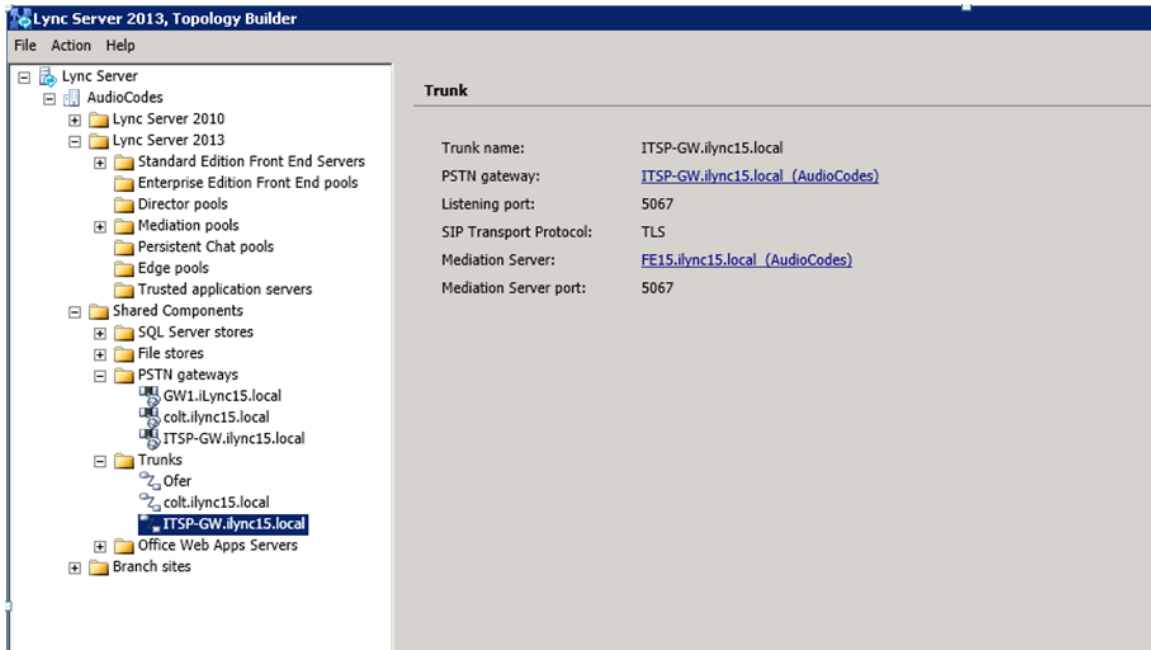 Lync Server 2013, Topology Builder
File Action Help
Lync Server
AudioCodes
Lync Server 2010
Lync Server 2013
Standard Edition Front End Servers
Enterprise Edition Front End pools
Director pools
Mediation pools
Persistent Chat pools
Edge pools
Trusted application servers
Shared Components
SQL Server stores
File stores
PSTN gateways
GW1.iLync15.local
colt.ilync15.local
ITSP-GW.ilync15.local
Trunks
Ofer
colt.ilync15.local
ITSP-GW.ilync15.local
Office Web Apps Servers
Branch sites
Trunk
Trunk name: ITSP-GW.ilync15.local
PSTN gateway: ITSP-GW.ilync15.local (AudioCodes)
Listening port: 5067
SIP Transport Protocol: TLS
Mediation Server: FE15.ilync15.local (AudioCodes)
Mediation Server port: 5067